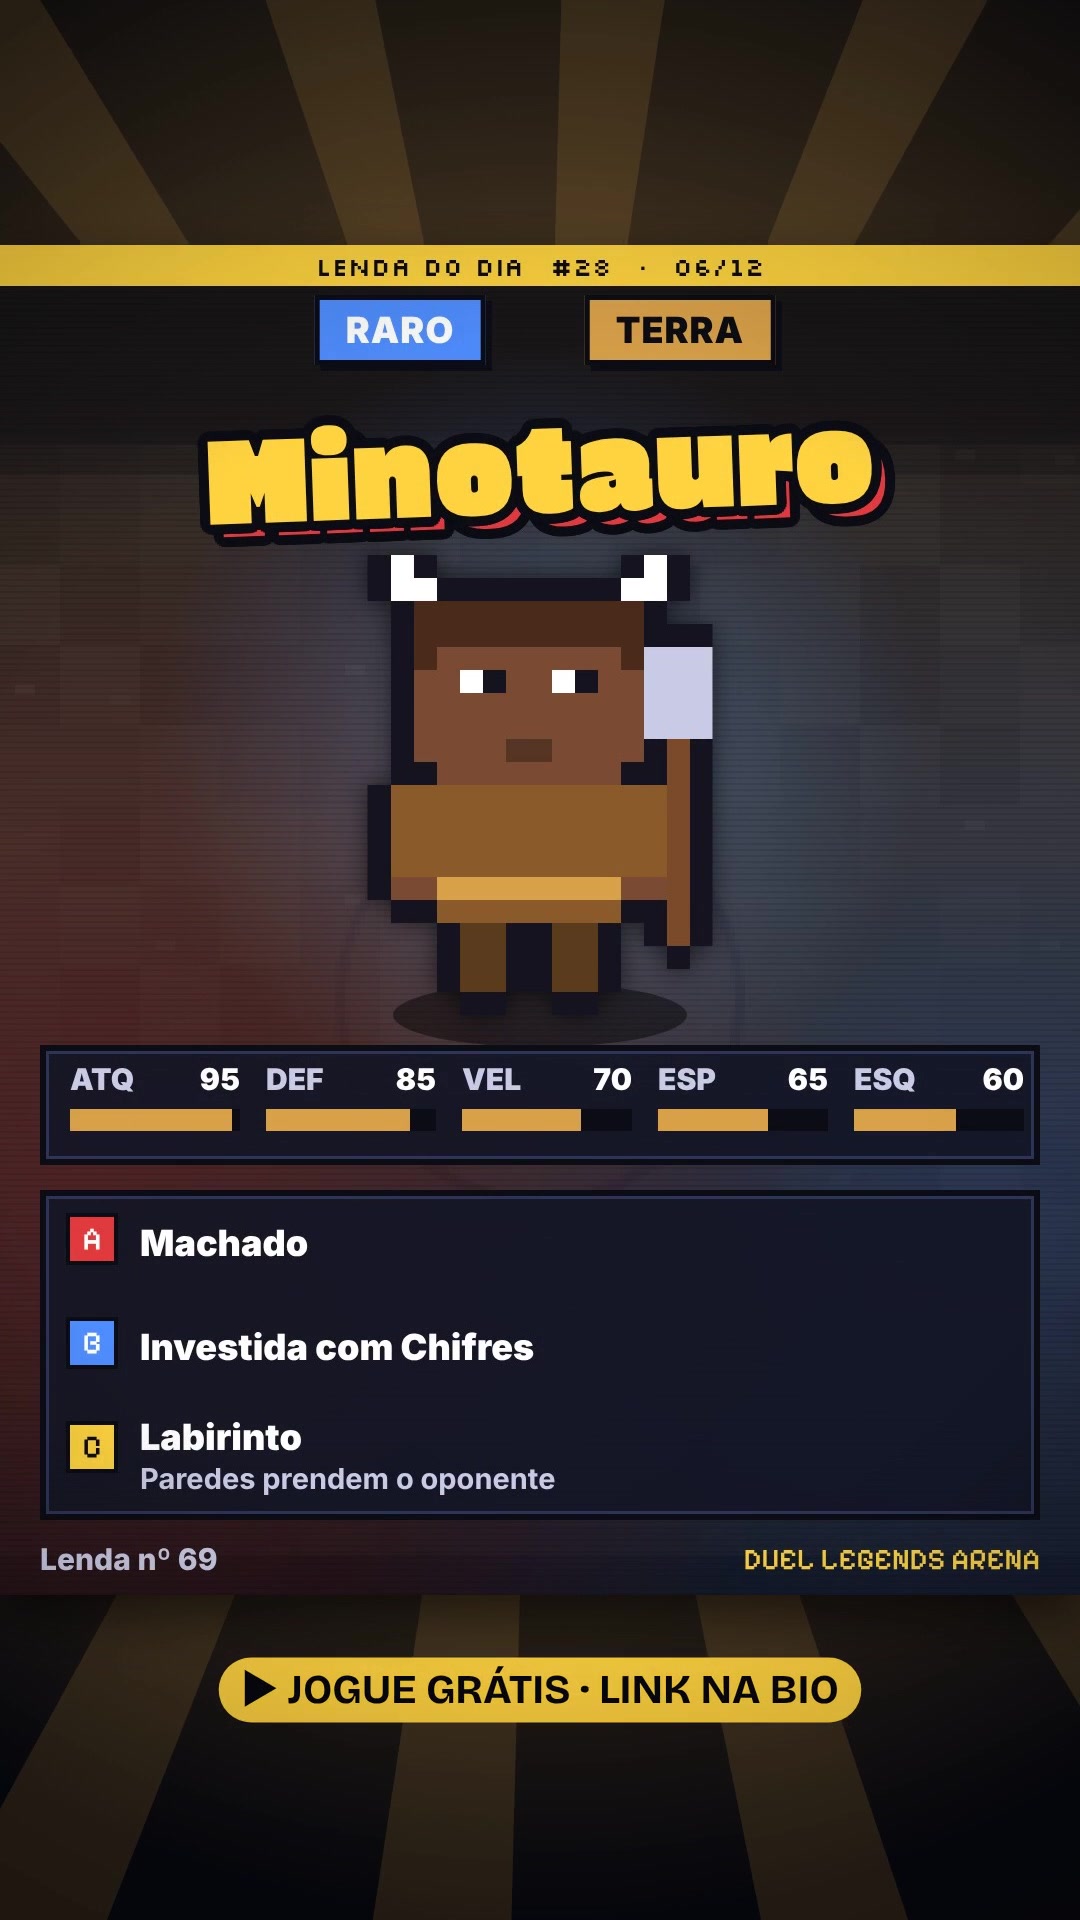 LENDA DO DIA #28 · 06/12
RARO TERRA
Minotauro
ATQ 95 DEF 85 VEL 70 ESP 65 ESQ 60
A Machado
B Investida com Chifres
C Labirinto
Paredes prendem o oponente
Lenda nº 69 DUEL LEGENDS ARENA
▶ JOGUE GRÁTIS · LINK NA BIO